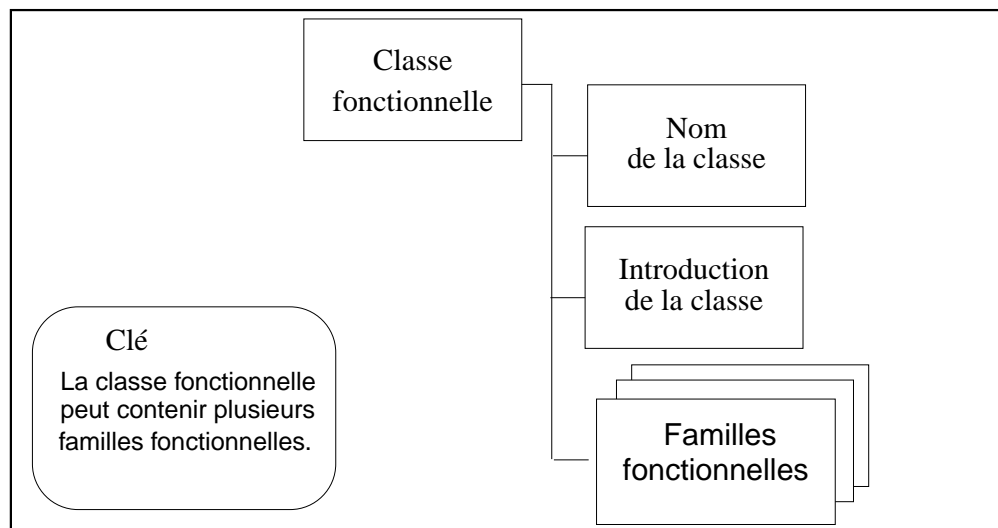 Classe
fonctionnelle
Nom
de la classe
Introduction
de la classe
Clé
La classe fonctionnelle
peut contenir plusieurs
familles fonctionnelles.
Familles
fonctionnelles